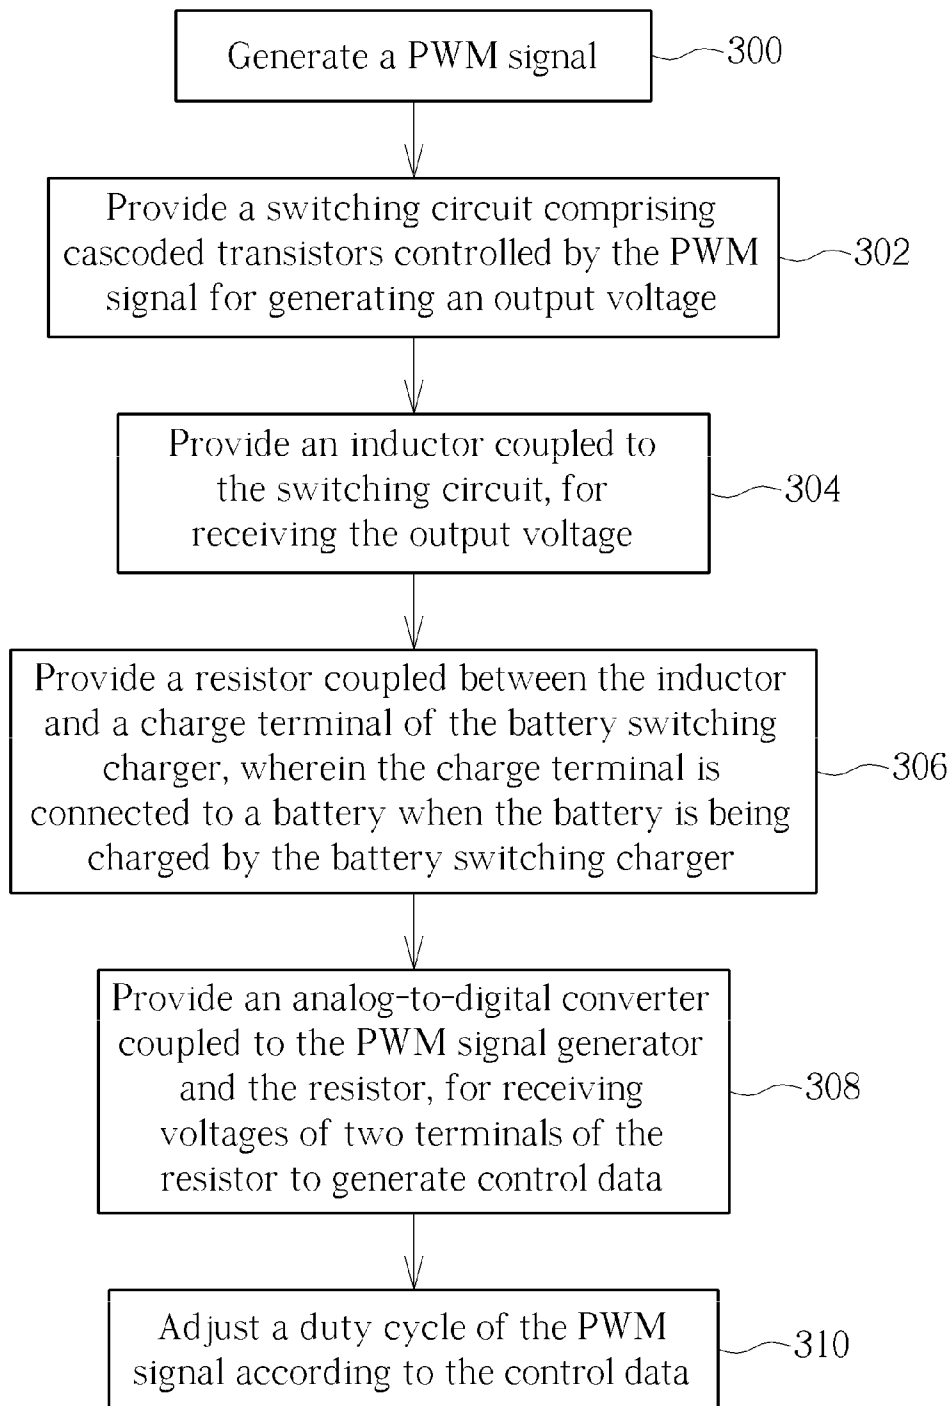 Generate a PWM signal
300
Provide a switching circuit comprising
cascoded transistors controlled by the PWM
signal for generating an output voltage
302
Provide an inductor coupled to
the switching circuit, for
receiving the output voltage
304
Provide a resistor coupled between the inductor
and a charge terminal of the battery switching
charger, wherein the charge terminal is
connected to a battery when the battery is being
charged by the battery switching charger
306
Provide an analog-to-digital converter
coupled to the PWM signal generator
and the resistor, for receiving
voltages of two terminals of the
resistor to generate control data
308
Adjust a duty cycle of the PWM
signal according to the control data
310